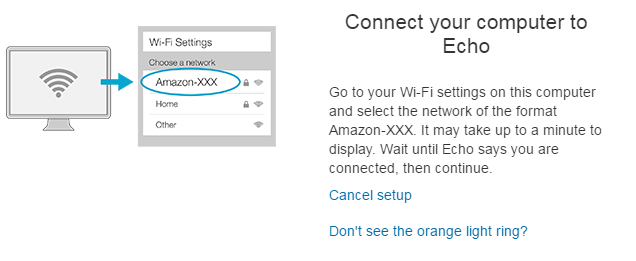 Wi-Fi Settings
Choose a network
Amazon-XXX
Home
Other
Connect your computer to
Echo
Go to your Wi-Fi settings on this computer
and select the network of the format
Amazon-XXX. It may take up to a minute to
display. Wait until Echo says you are
connected, then continue.
Cancel setup
Don't see the orange light ring?